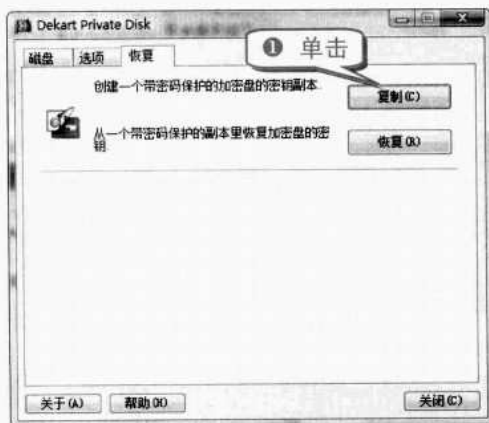 Dekart Private Disk
❶ 单击
磁盘 选项 恢复
创建一个带密码保护的加密盘的密钥副本
复制(C)
从一个带密码保护的副本里恢复加密盘的密
钥
恢复(R)
关于(A) 帮助(H) 关闭(C)